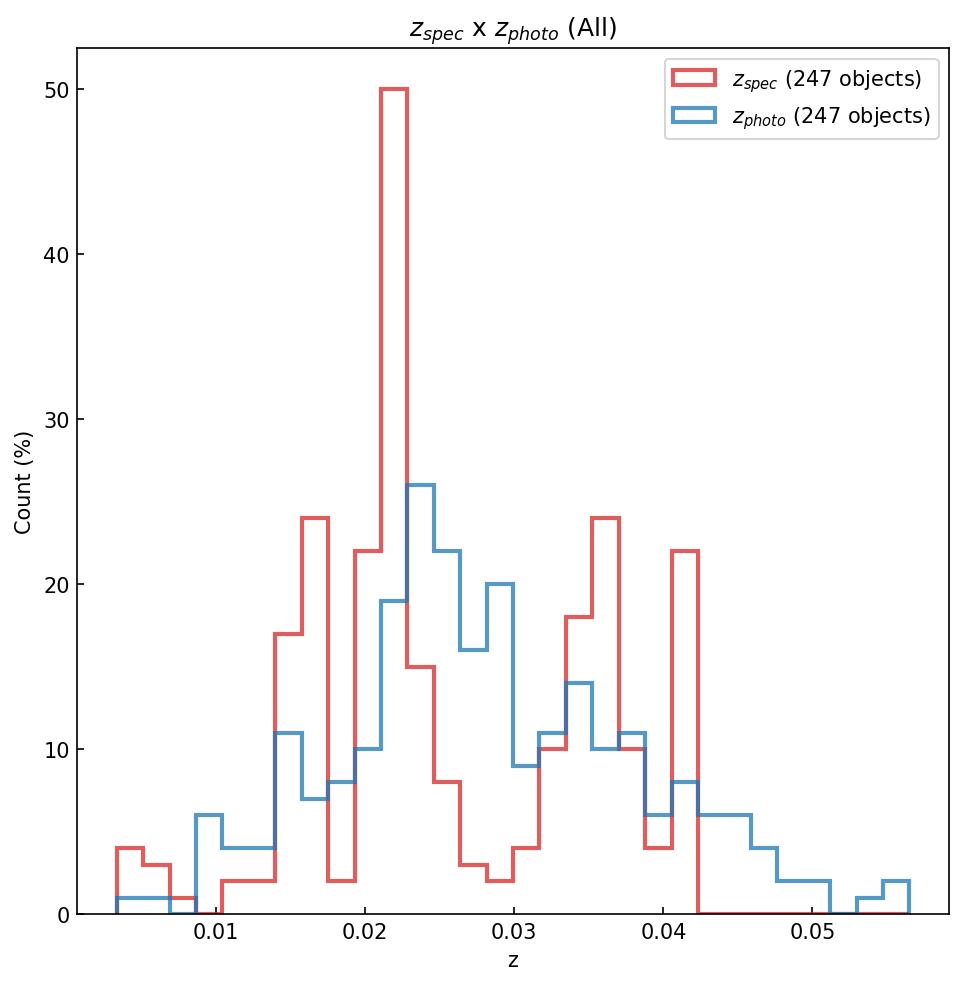 z_spec x z_photo (All)
z_spec (247 objects)
z_photo (247 objects)
50
40
30
20
10
0
Count (%)
0.01 0.02 0.03 0.04 0.05
z